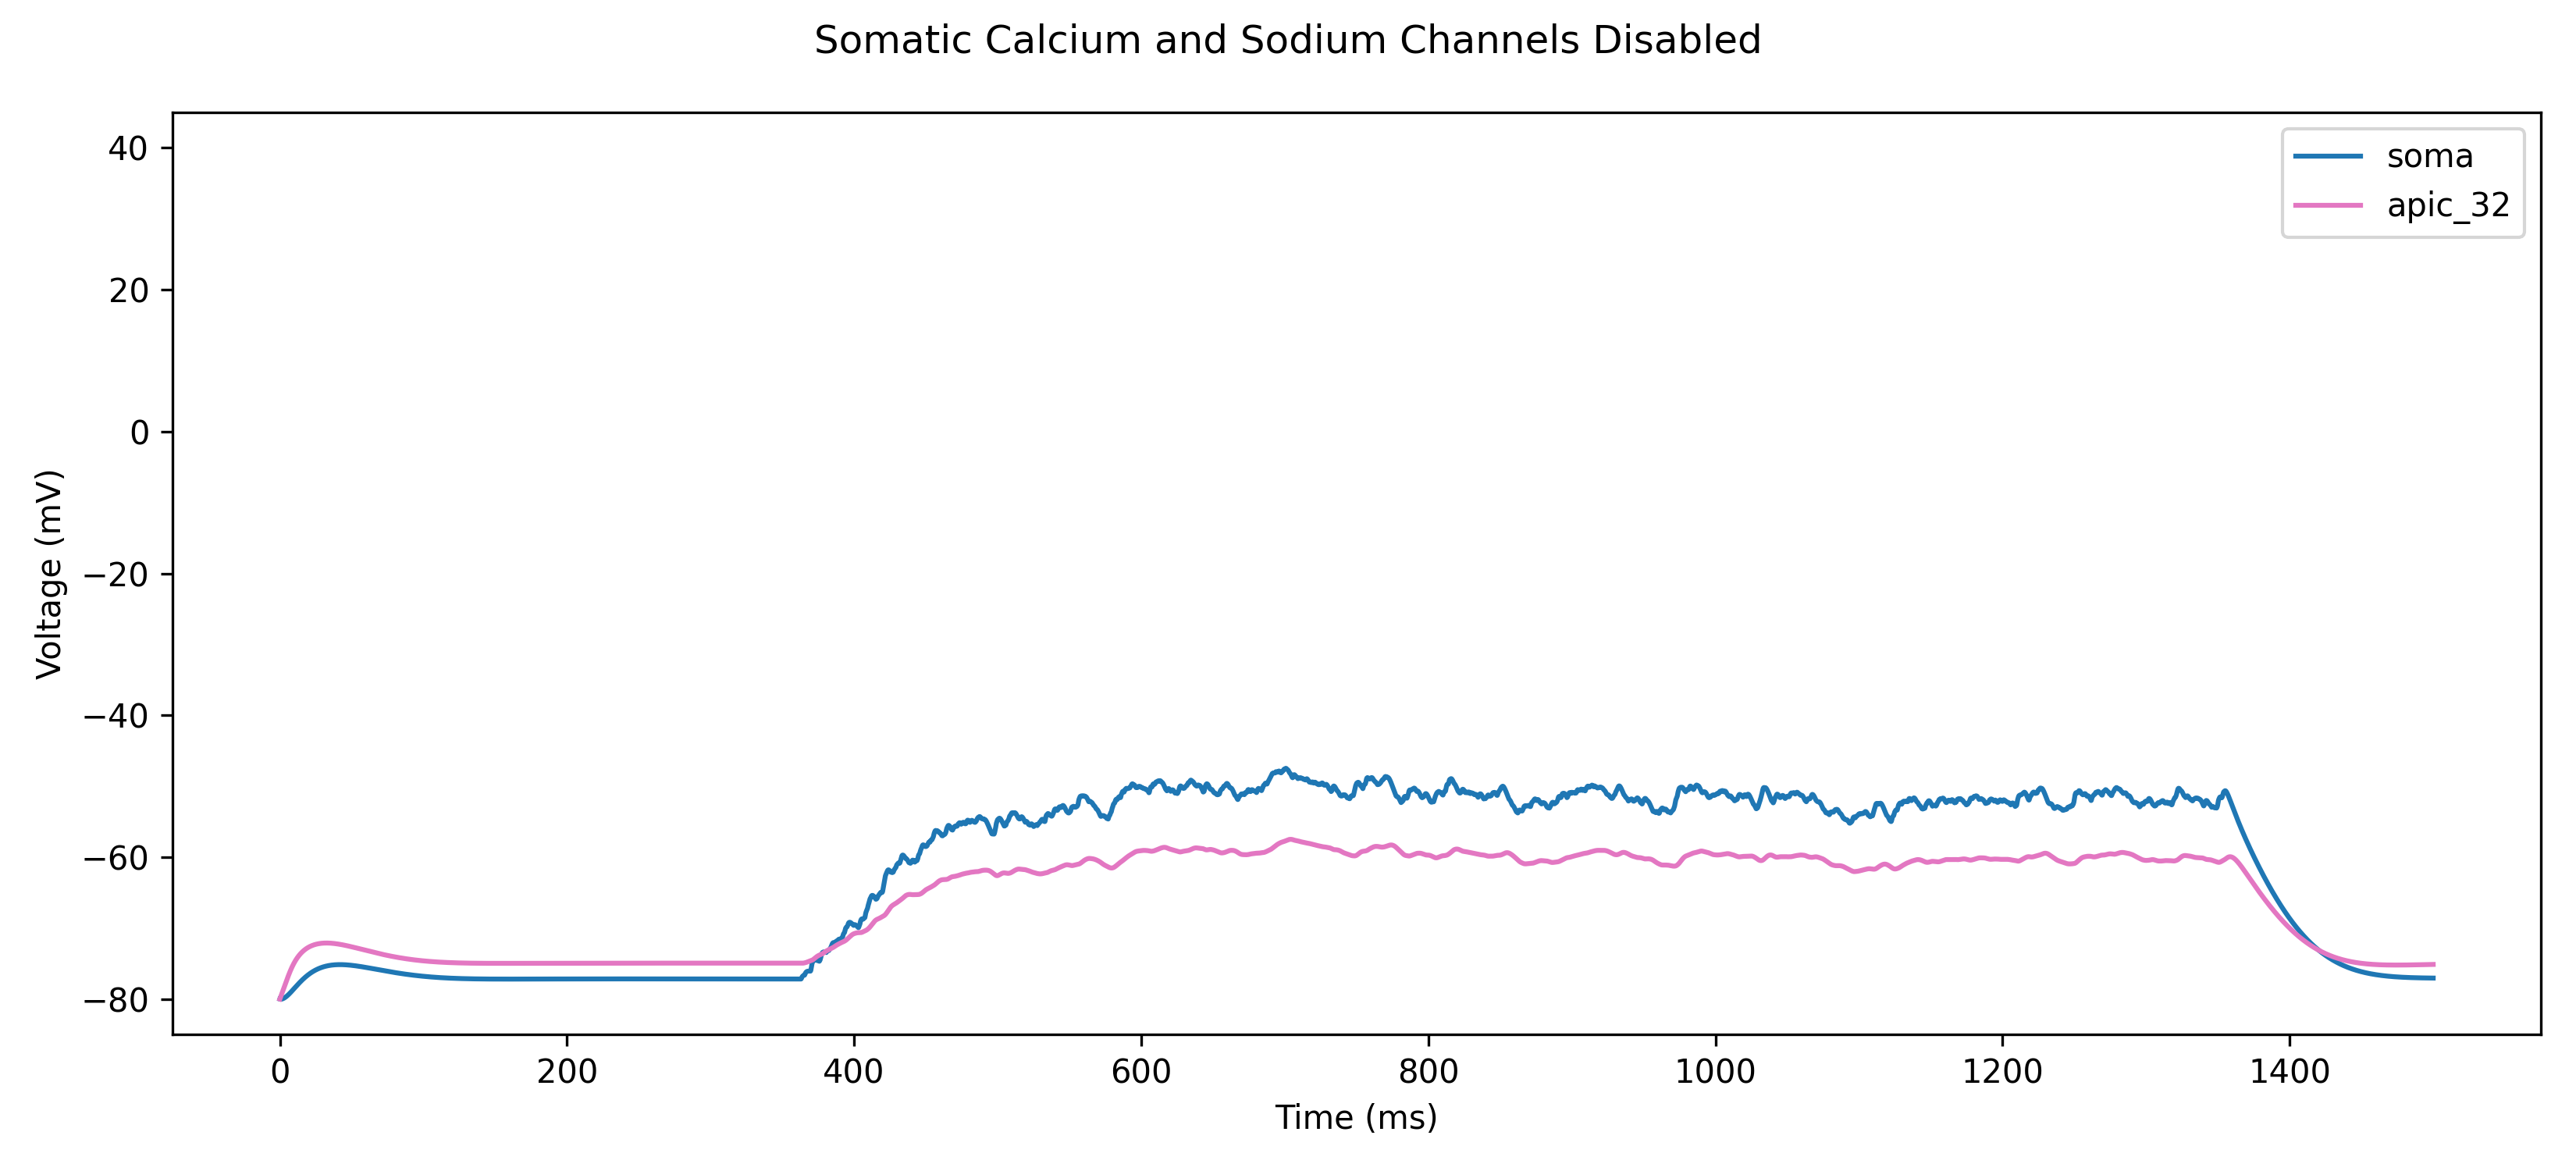 Somatic Calcium and Sodium Channels Disabled
soma
apic_32
40
20
0
−20
−40
−60
−80
Voltage (mV)
0 200 400 600 800 1000 1200 1400
Time (ms)